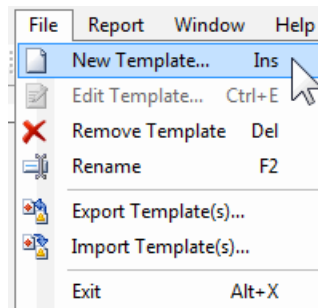 File Report Window Help
New Template... Ins
Edit Template... Ctrl+E
Remove Template Del
Rename F2
Export Template(s)...
Import Template(s)...
Exit Alt+X